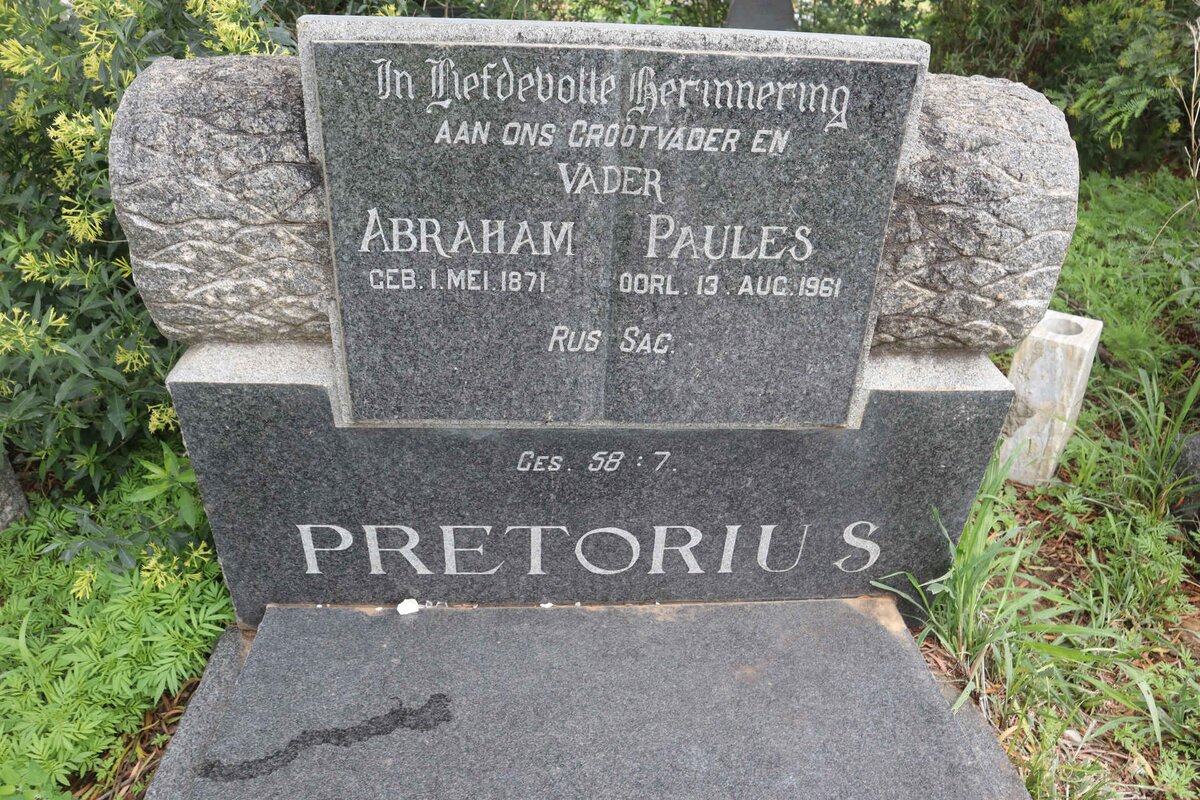 In Liefdevolle Herinnering
AAN ONS GROOTVADER EN
VADER
ABRAHAM PAULES
GEB. 1. MEI. 1871 OORL. 13. AUG. 1961
RUS SAG.
GES. 58 : 7.
PRETORIUS